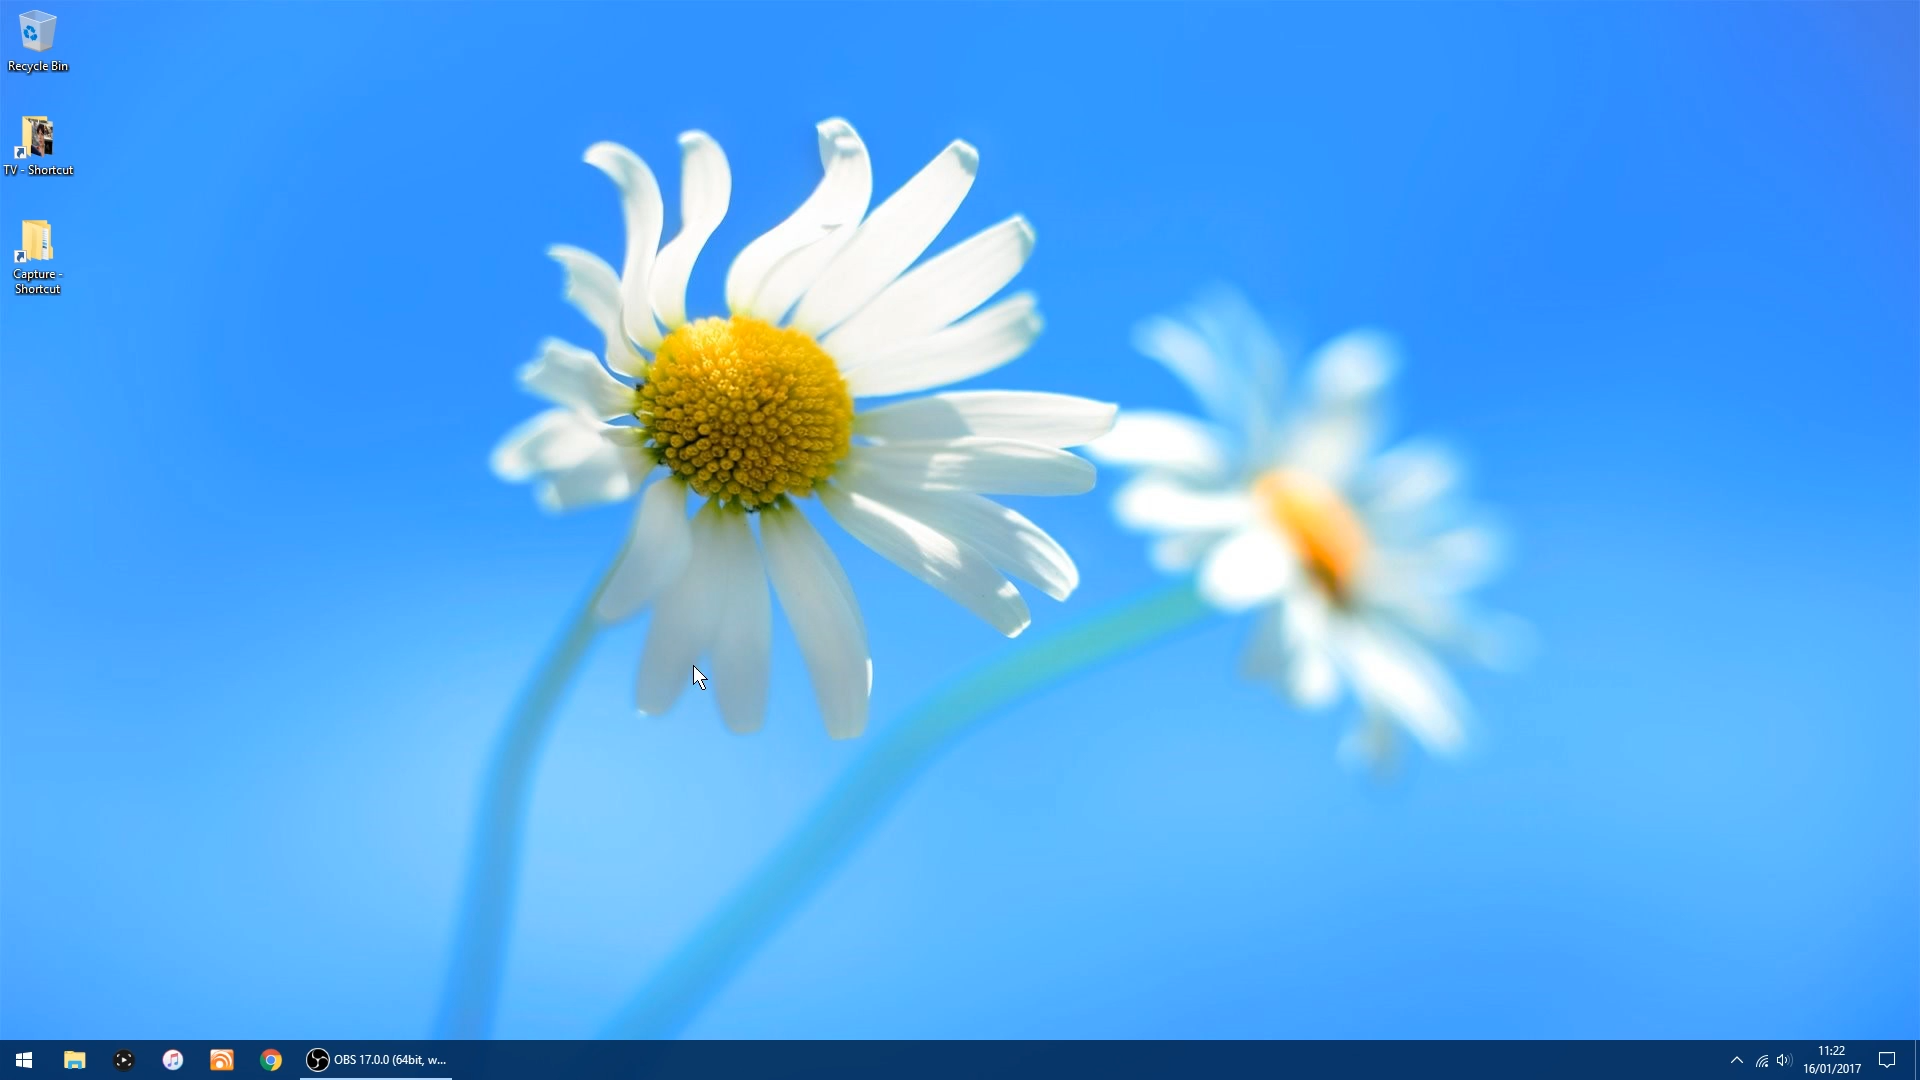 Recycle Bin
TV - Shortcut
Capture -
Shortcut
OBS 17.0.0 (64bit, w...
11:22
16/01/2017